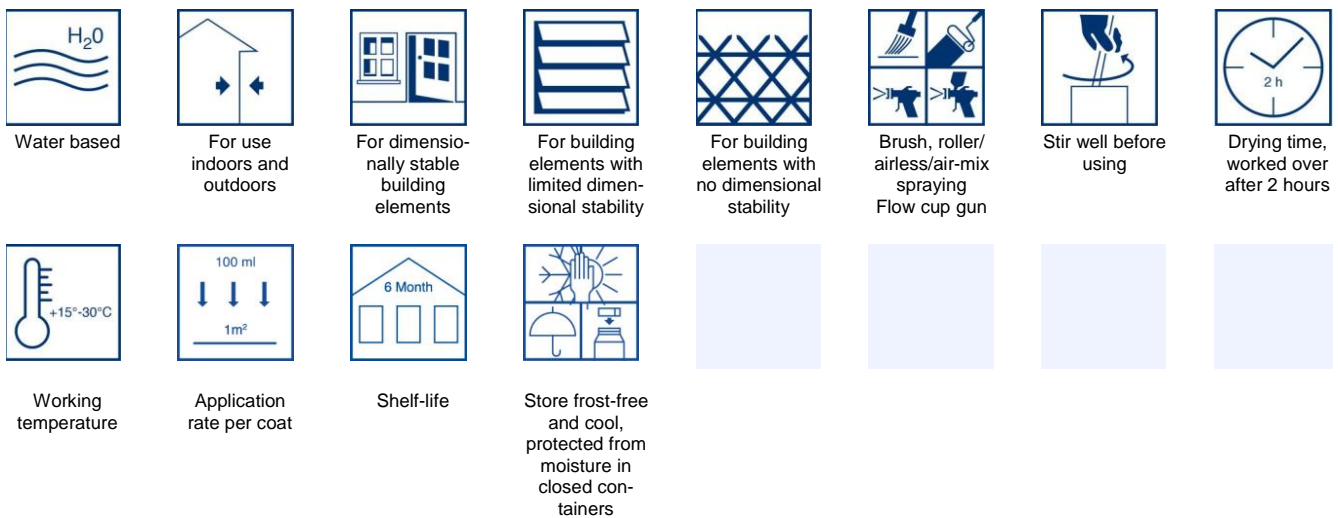 H20
Water based
For use
indoors and
outdoors
For dimensio-
nally stable
building
elements
For building
elements with
limited dimen-
sional stability
For building
elements with
no dimensional
stability
Brush, roller/
airless/air-mix
spraying
Flow cup gun
Stir well before
using
2 h
Drying time,
worked over
after 2 hours
+15°-30°C
Working
temperature
100 ml
1m²
Application
rate per coat
6 Month
Shelf-life
Store frost-free
and cool,
protected from
moisture in
closed con-
tainers